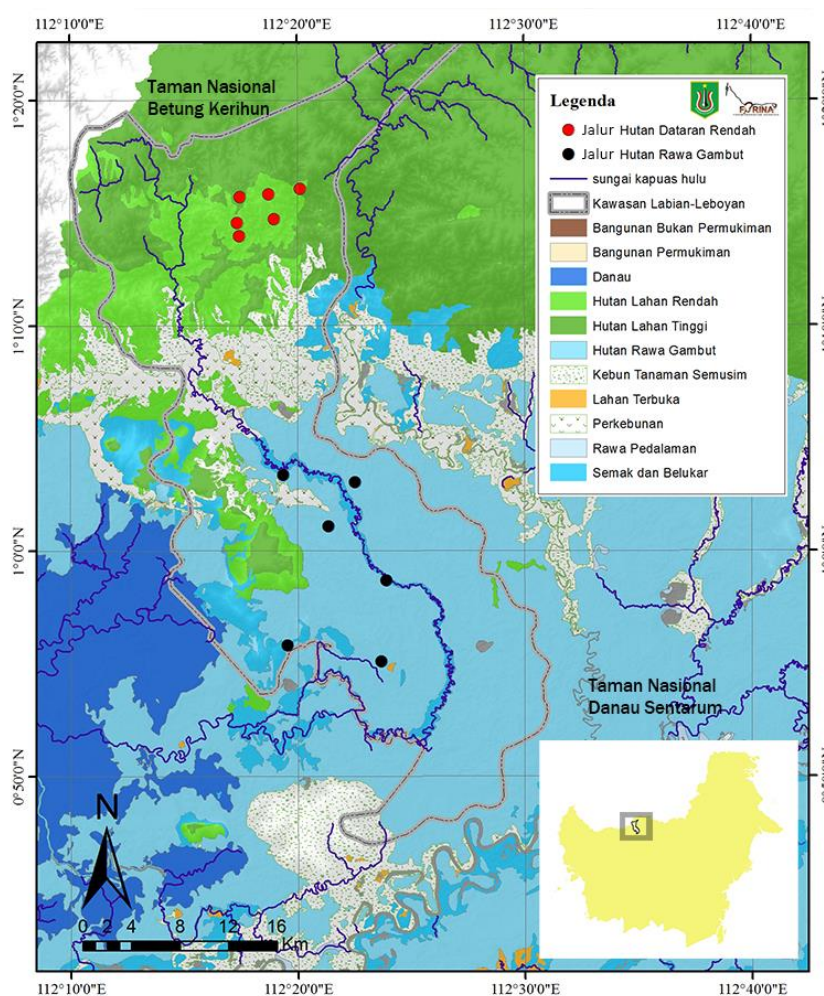 112°10'0"E 112°20'0"E 112°30'0"E 112°40'0"E
Taman Nasional
Betung Kerihun
1°20'0"N
1°10'0"N
1°0'0"N
0°50'0"N
Legenda
FORINA
Jalur Hutan Dataran Rendah
Jalur Hutan Rawa Gambut
sungai kapuas hulu
Kawasan Labian-Leboyan
Bangunan Bukan Permukiman
Bangunan Permukiman
Danau
Hutan Lahan Rendah
Hutan Lahan Tinggi
Hutan Rawa Gambut
Kebun Tanaman Semusim
Lahan Terbuka
Perkebunan
Rawa Pedalaman
Semak dan Belukar
Taman Nasional
Danau Sentarum
N
0 2 4 8 12 16
Km
112°10'0"E 112°20'0"E 112°30'0"E 112°40'0"E